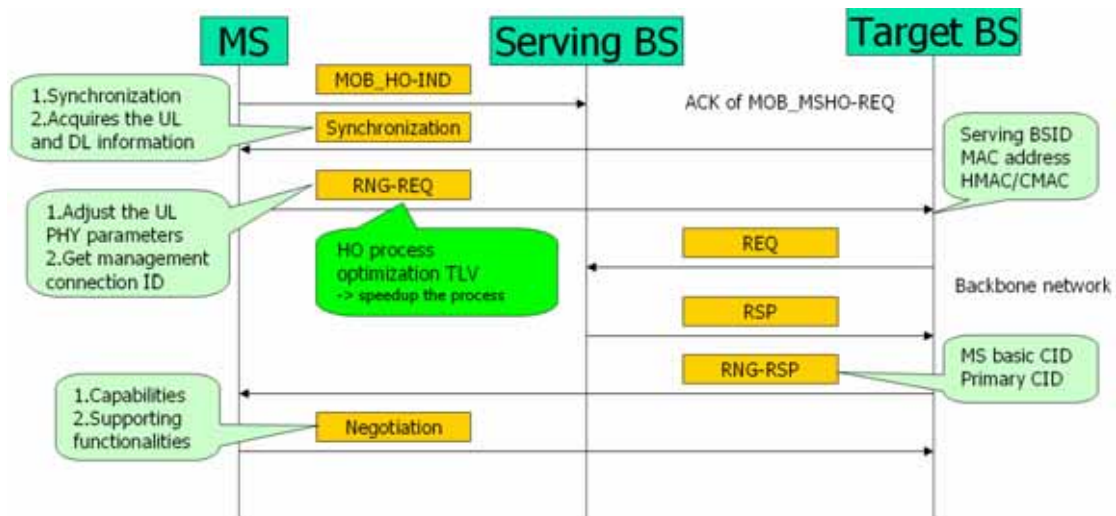 MS
Serving BS
Target BS
MOB_HO-IND
1.Synchronization
2.Acquires the UL
and DL information
ACK of MOB_MSHO-REQ
Synchronization
Serving BSID
MAC address
HMAC/CMAC
RNG-REQ
1.Adjust the UL
PHY parameters
2.Get management
connection ID
HO process
optimization TLV
-> speedup the process
REQ
Backbone network
RSP
RNG-RSP
MS basic CID
Primary CID
1.Capabilities
2.Supporting
functionalities
Negotiation